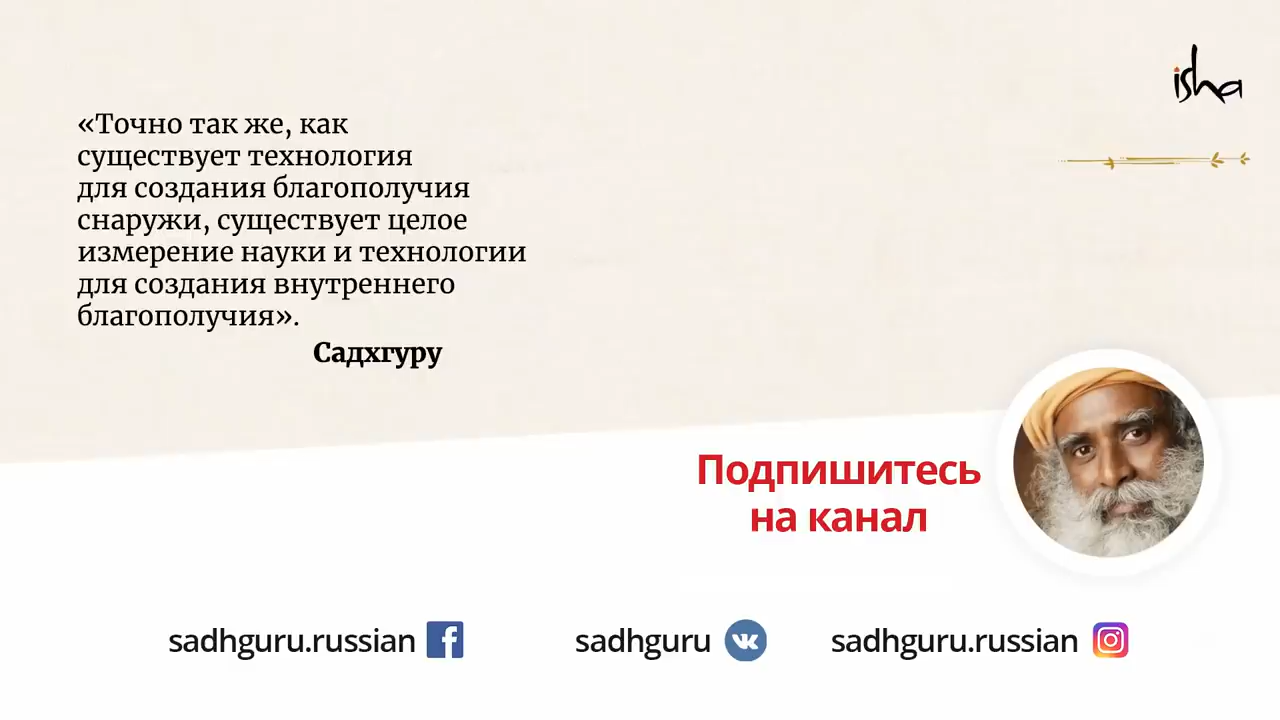 isha
«Точно так же, как
существует технология
для создания благополучия
снаружи, существует целое
измерение науки и технологии
для создания внутреннего
благополучия».
Садхгуру
Подпишитесь
на канал
sadhguru.russian
sadhguru
sadhguru.russian